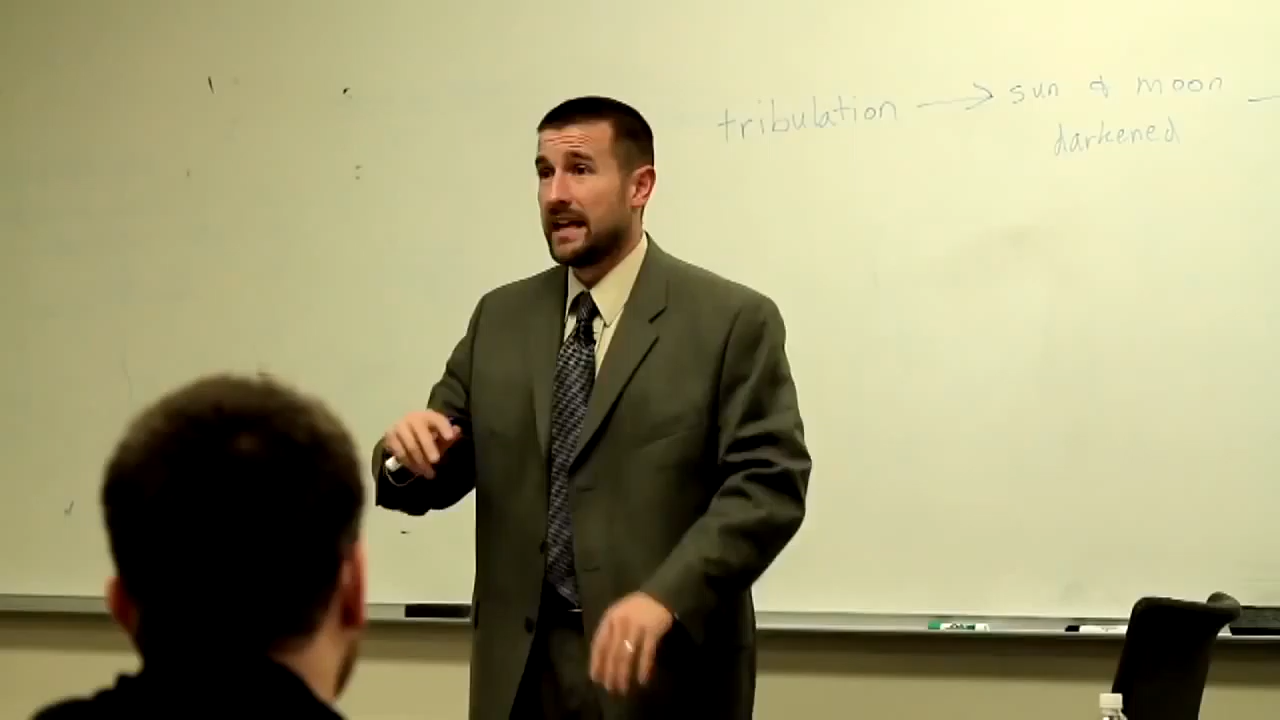 tribulation → sun & moon
darkened